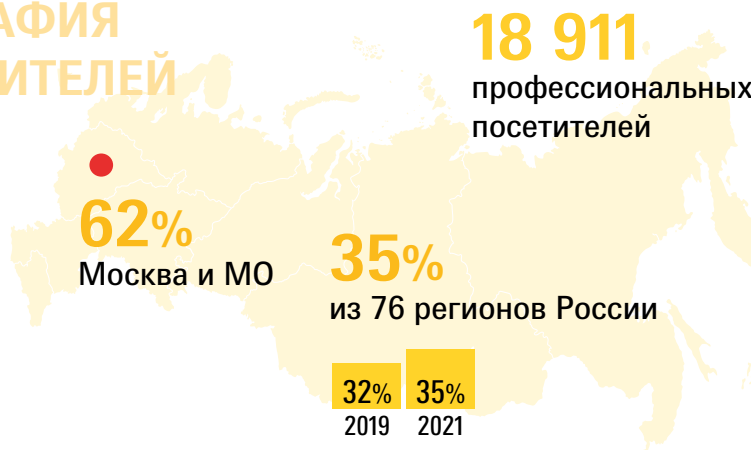 АФИЯ
ИТЕЛЕЙ
18 911
профессиональных
посетителей
62%
Москва и МО
35%
из 76 регионов России
32% 35%
2019 2021